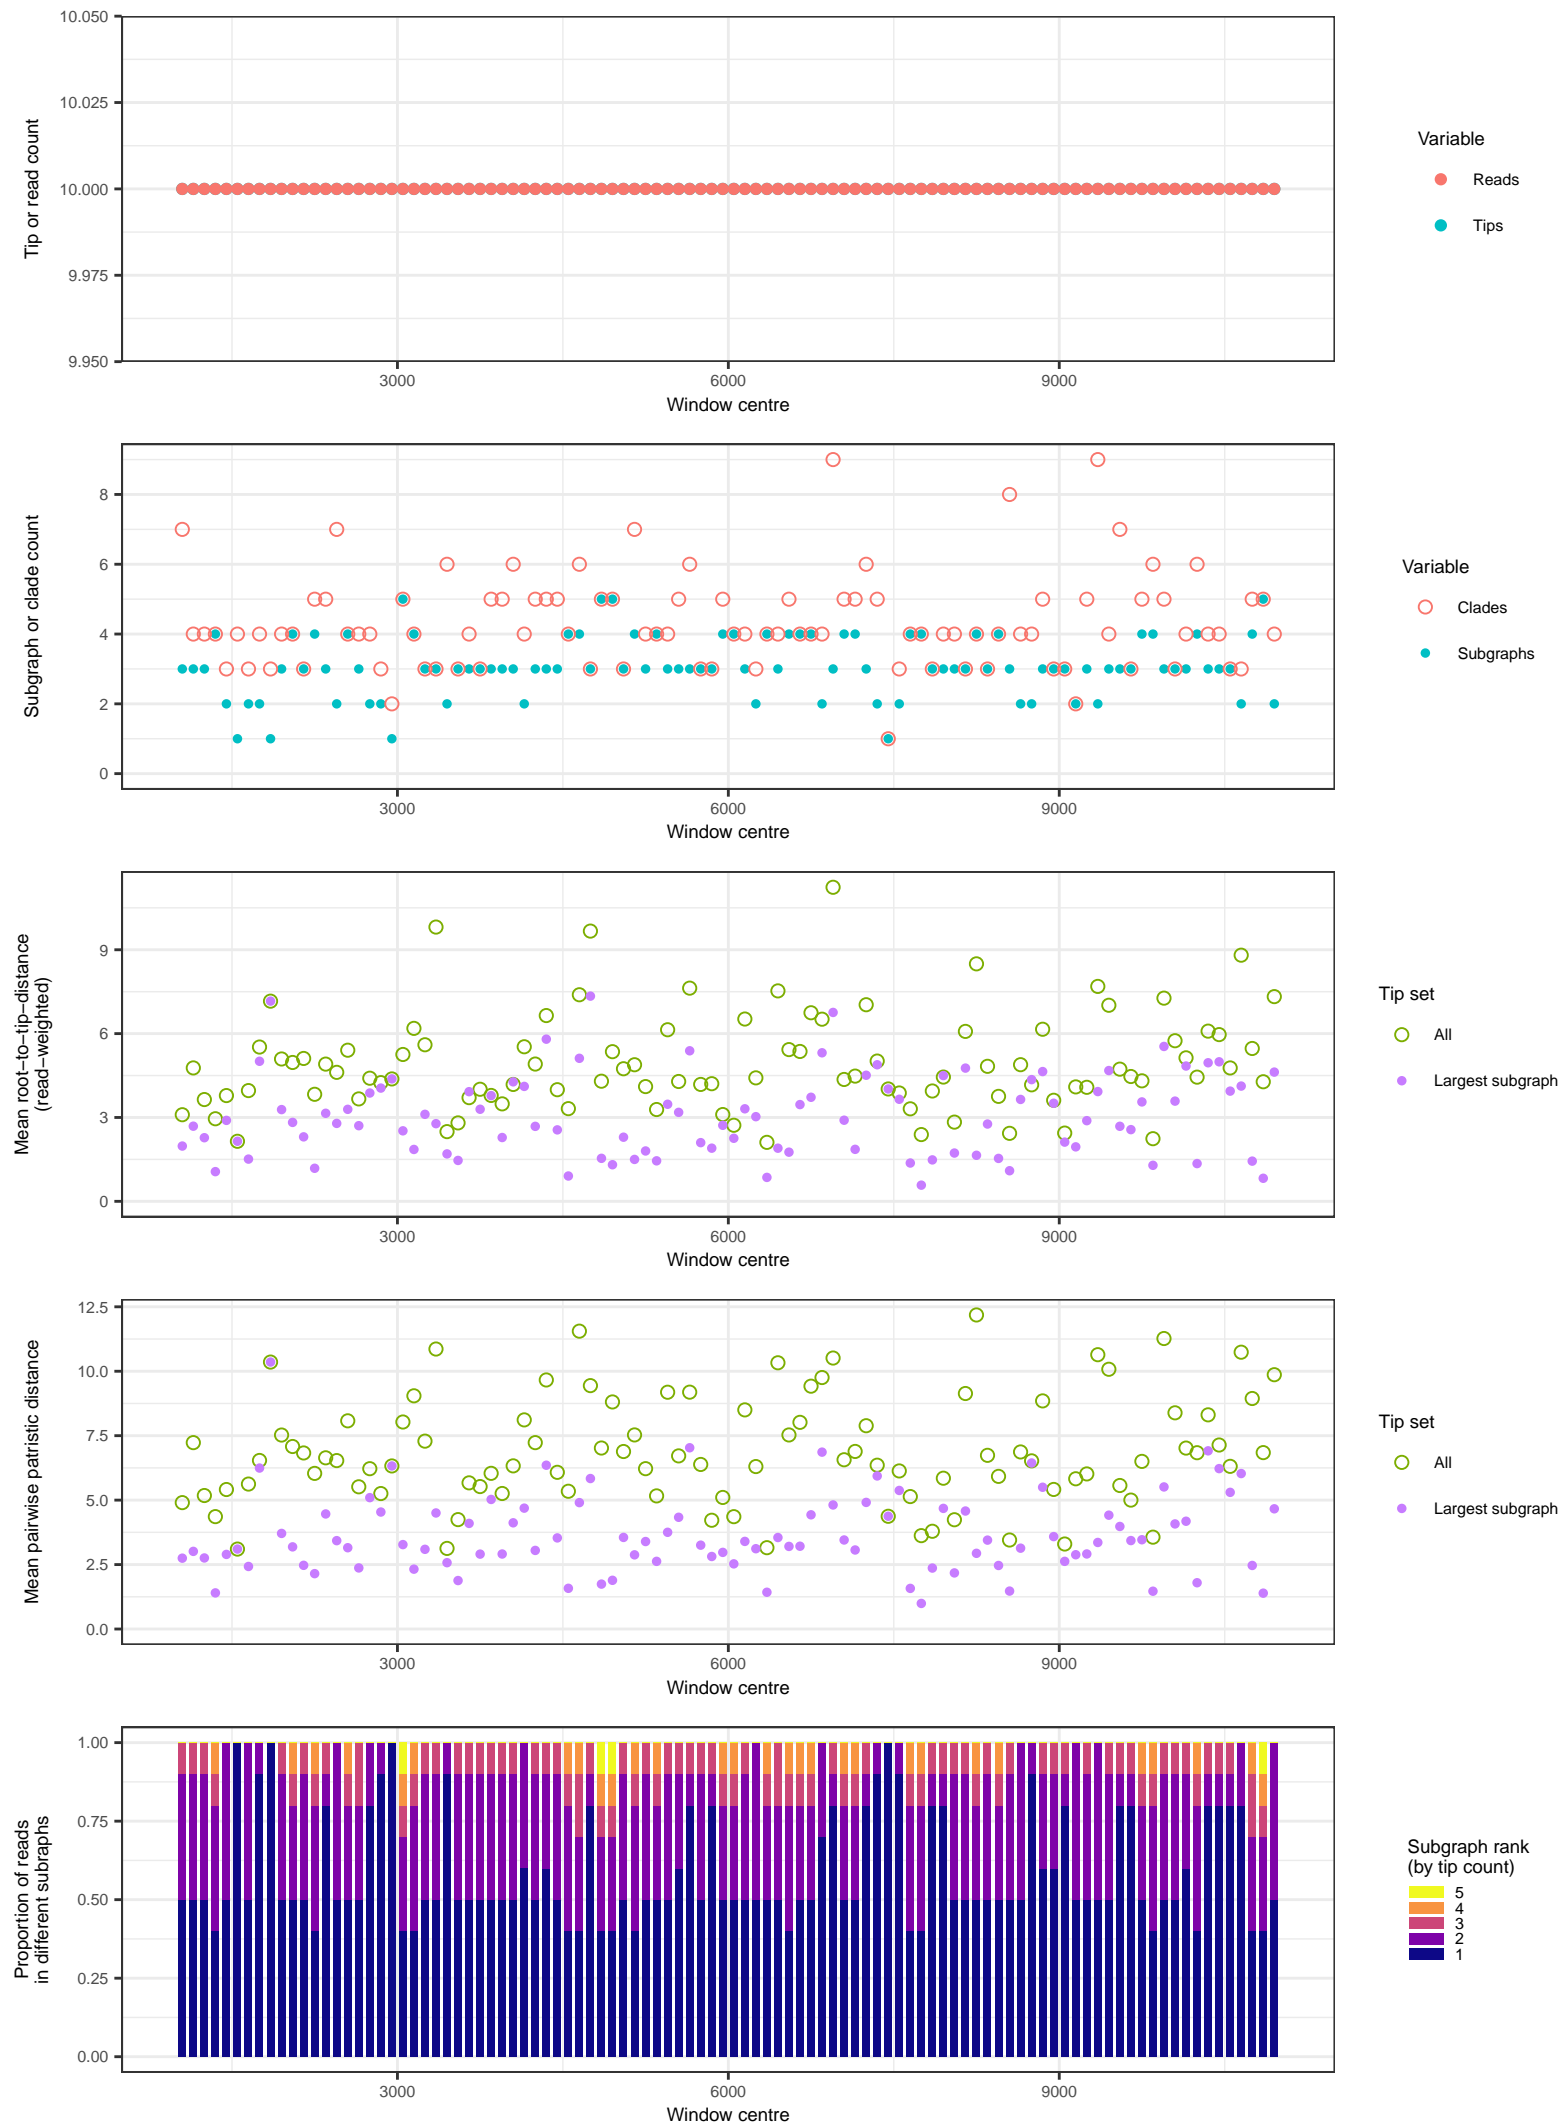 Tip or read count
10.050
10.025
10.000
9.975
9.950
3000 6000 9000
Window centre
Variable
Reads
Tips
Subgraph or clade count
8
6
4
2
0
3000 6000 9000
Window centre
Variable
Clades
Subgraphs
Mean root−to−tip−distance
(read−weighted)
9
6
3
0
3000 6000 9000
Window centre
Tip set
All
Largest subgraph
Mean pairwise patristic distance
12.5
10.0
7.5
5.0
2.5
0.0
3000 6000 9000
Window centre
Tip set
All
Largest subgraph
Proportion of reads
in different subraphs
1.00
0.75
0.50
0.25
0.00
3000 6000 9000
Window centre
Subgraph rank
(by tip count)
5
4
3
2
1